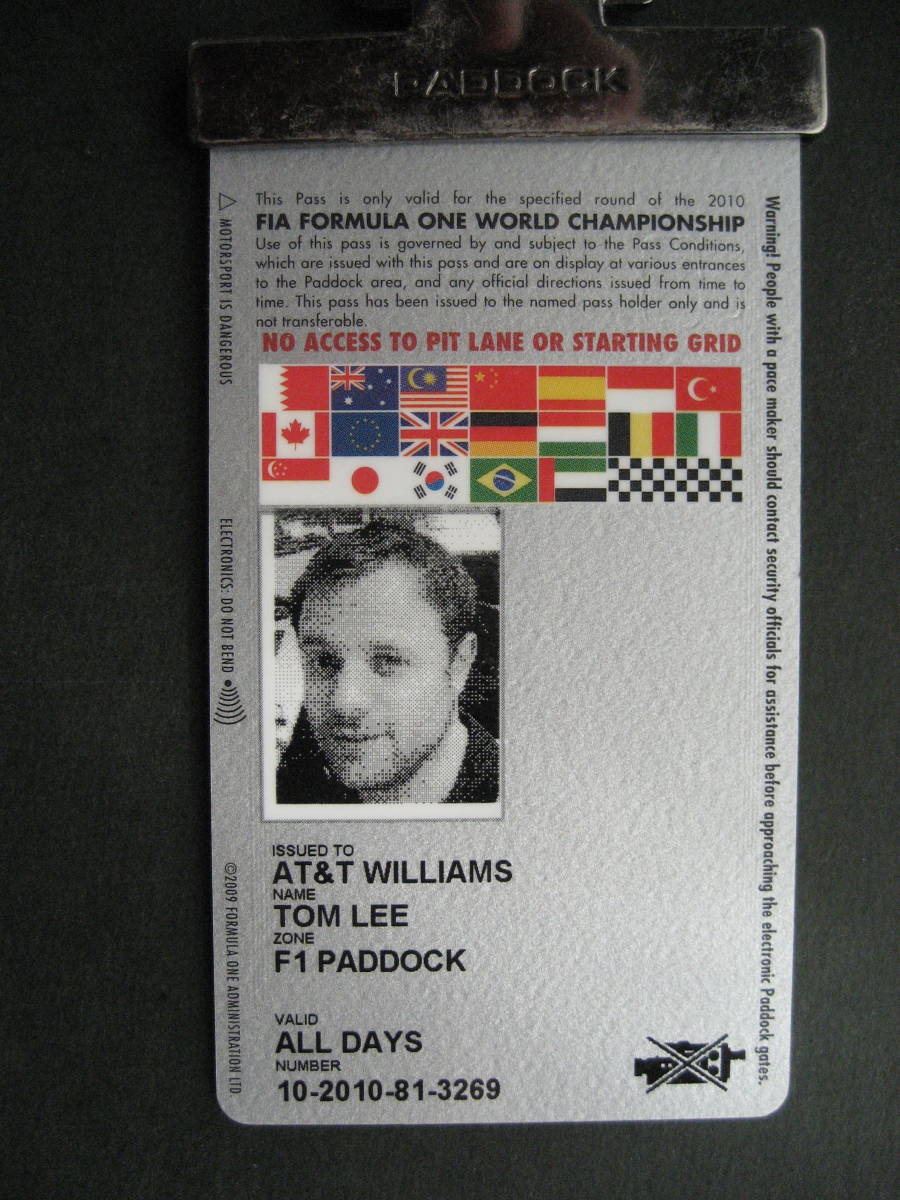 PADDOCK
This Pass is only valid for the specified round of the 2010
FIA FORMULA ONE WORLD CHAMPIONSHIP
Use of this pass is governed by and subject to the Pass Conditions,
which are issued with this pass and are on display at various entrances
to the Paddock area, and any official directions issued from time to
time. This pass has been issued to the named pass holder only and is
not transferable.
NO ACCESS TO PIT LANE OR STARTING GRID
MOTORSPORT IS DANGEROUS
ELECTRONICS: DO NOT BEND
©2009 FORMULA ONE ADMINISTRATION LTD
Warning! People with a pace maker should contact security officials for assistance before approaching the electronic Paddock gates.
ISSUED TO
AT&T WILLIAMS
NAME
TOM LEE
ZONE
F1 PADDOCK
VALID
ALL DAYS
NUMBER
10-2010-81-3269